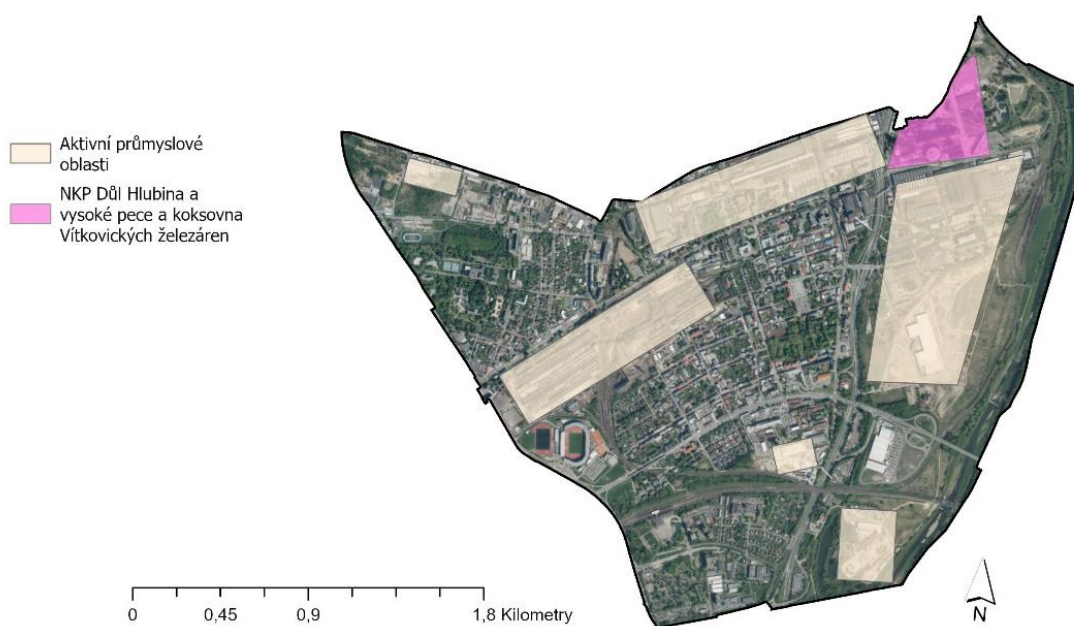 Aktivní průmyslové
oblasti
NKP Důl Hlubina a
vysoké pece a koksovna
Vítkovických železáren
0 0,45 0,9 1,8 Kilometry
N